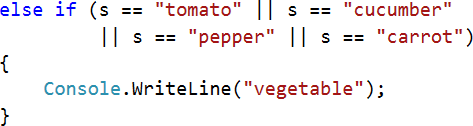 else if (s == "tomato" || s == "cucumber"
|| s == "pepper" || s == "carrot")
{
Console.WriteLine("vegetable");
}